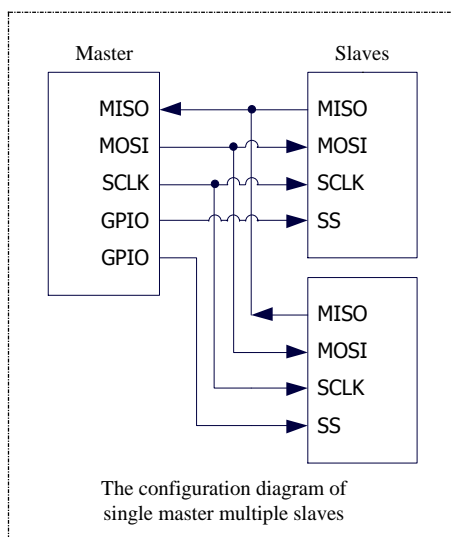 Master
Slaves
MISO
MOSI
SCLK
GPIO
GPIO
MISO
MOSI
SCLK
SS
MISO
MOSI
SCLK
SS
The configuration diagram of
single master multiple slaves